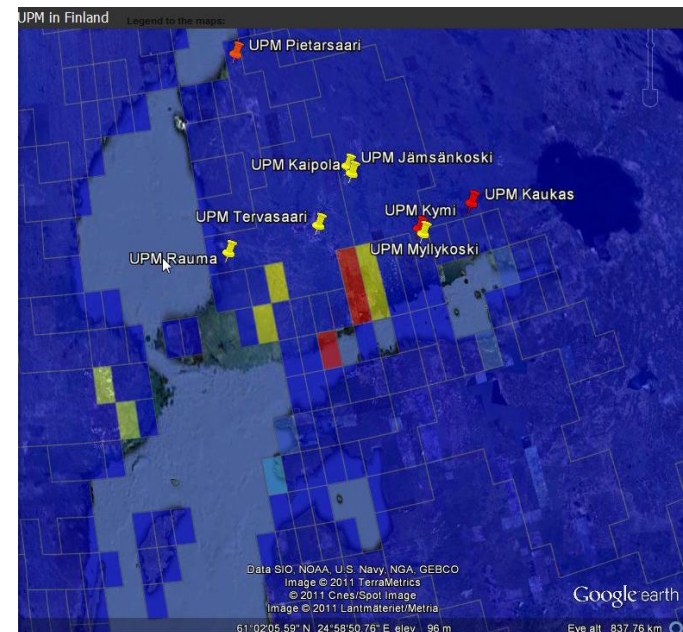 UPM in Finland
Legend to the maps:
UPM Pietarsaari
UPM Kaipola
UPM Jämsänkoski
UPM Kaukas
UPM Tervasaari
UPM Kymi
UPM Rauma
UPM Myllykoski
Data SIO, NOAA, U.S. Navy, NGA, GEBCO
Image © 2011 TerraMetrics
© 2011 Cnes/Spot Image
Image © 2011 Lantmäteriet/Metria
Google earth
61°02'05.59" N 24°58'50.76" E elev 96 m
Eye alt 837.76 km